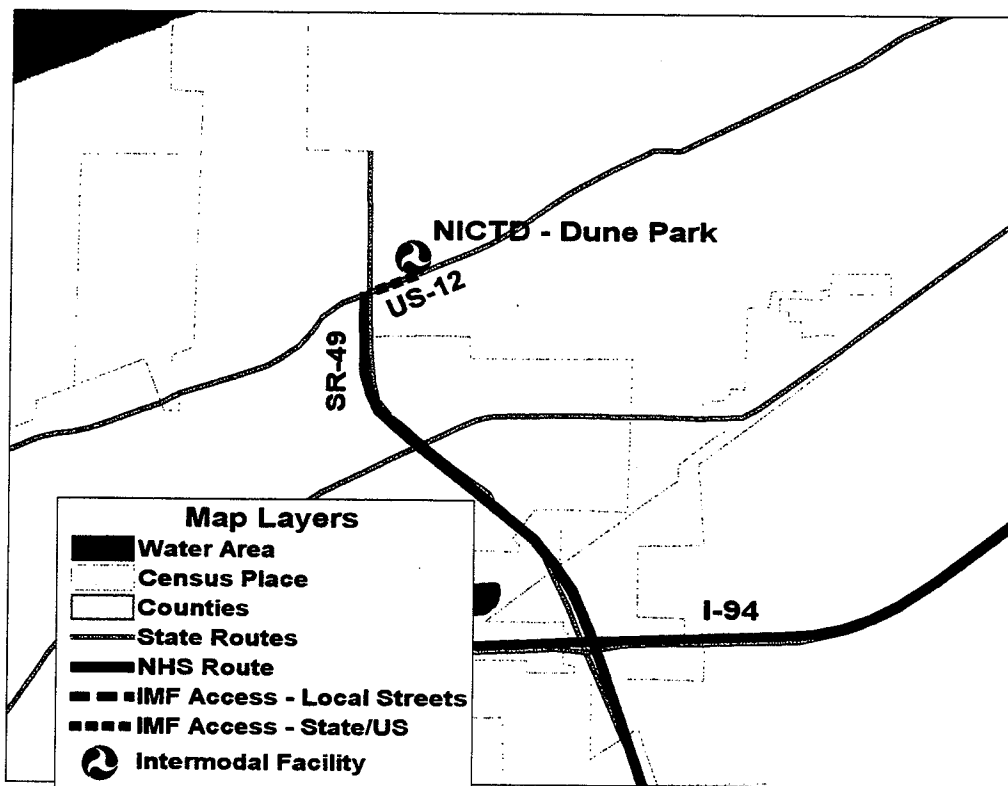 NICTD - Dune Park
US-12
SR-49
I-94
Map Layers
Water Area
Census Place
Counties
State Routes
NHS Route
IMF Access - Local Streets
IMF Access - State/US
Intermodal Facility